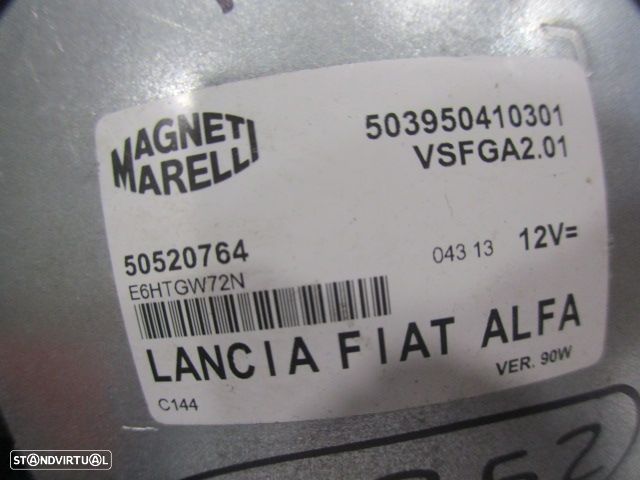 MAGNETI
MARELLI
503950410301
VSFGA2.01
50520764
043 13
12V=
E6HTGW72N
LANCIA FIAT ALFA
VER. 90W
C144
STANDVIRTUAL